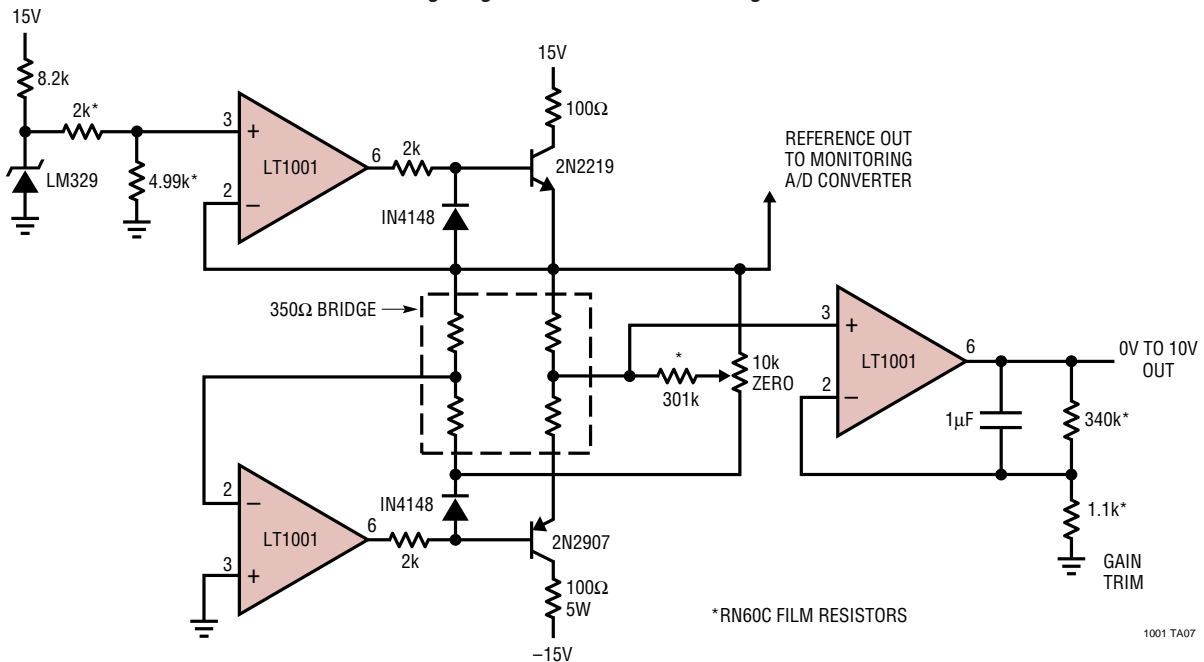 15V
8.2k
2k*
LM329
4.99k*
3
+
LT1001
2
–
6
2k
IN4148
15V
100Ω
2N2219
REFERENCE OUT
TO MONITORING
A/D CONVERTER
350Ω BRIDGE
*
301k
10k
ZERO
3
+
LT1001
2
–
6
0V TO 10V
OUT
1μF
340k*
1.1k*
GAIN
TRIM
2
–
LT1001
3
+
6
2k
IN4148
2N2907
100Ω
5W
–15V
*RN60C FILM RESISTORS
1001 TA07